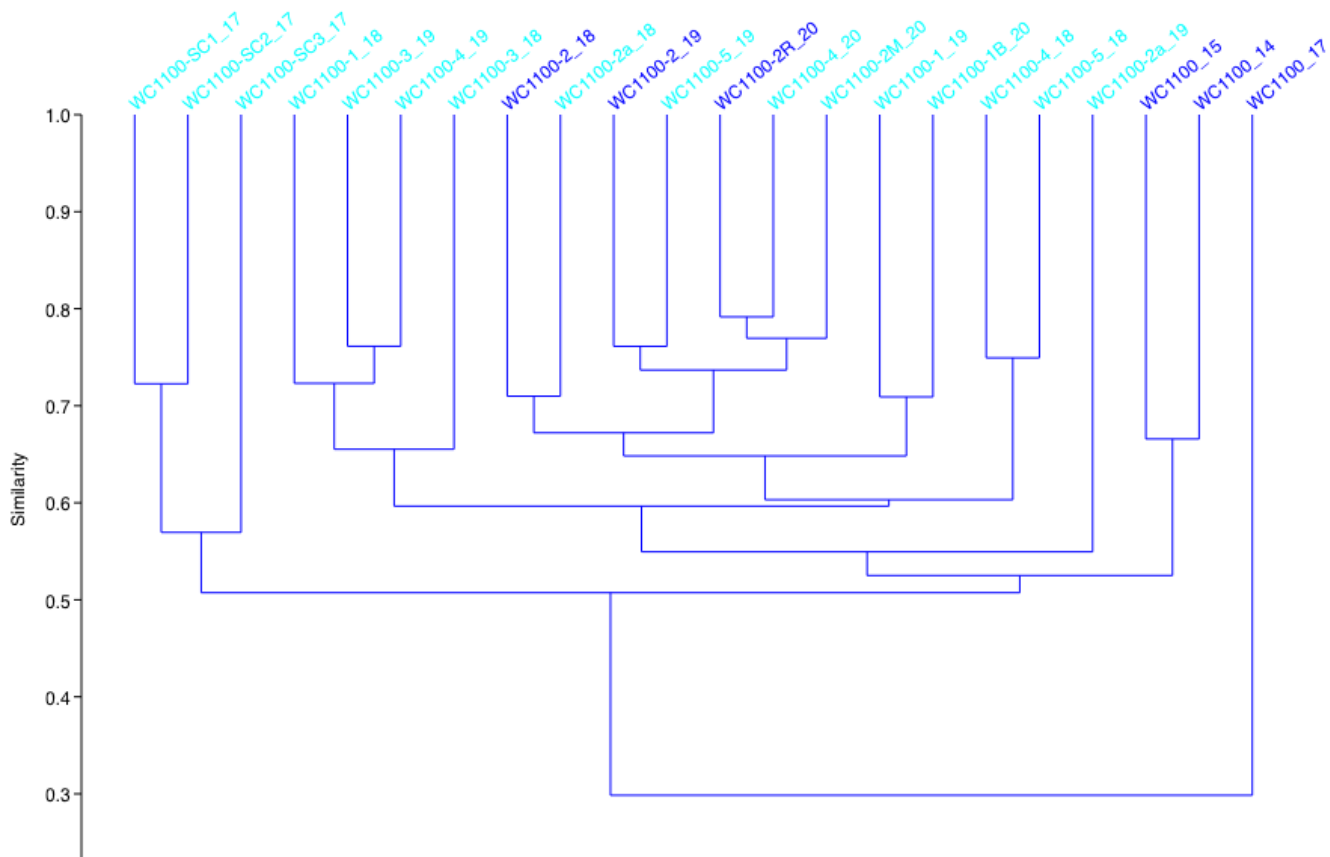 WC1100-SC1_17
WC1100-SC2_17
WC1100-SC3_17
WC1100-1_18
WC1100-3_19
WC1100-4_19
WC1100-3_18
WC1100-2_18
WC1100-2a_18
WC1100-2_19
WC1100-5_19
WC1100-2R_20
WC1100-4_20
WC1100-2M_20
WC1100-1_19
WC1100-1B_20
WC1100-4_18
WC1100-5_18
WC1100-2a_19
WC1100_15
WC1100_14
WC1100_17
1.0
0.9
0.8
0.7
0.6
0.5
0.4
0.3
Similarity